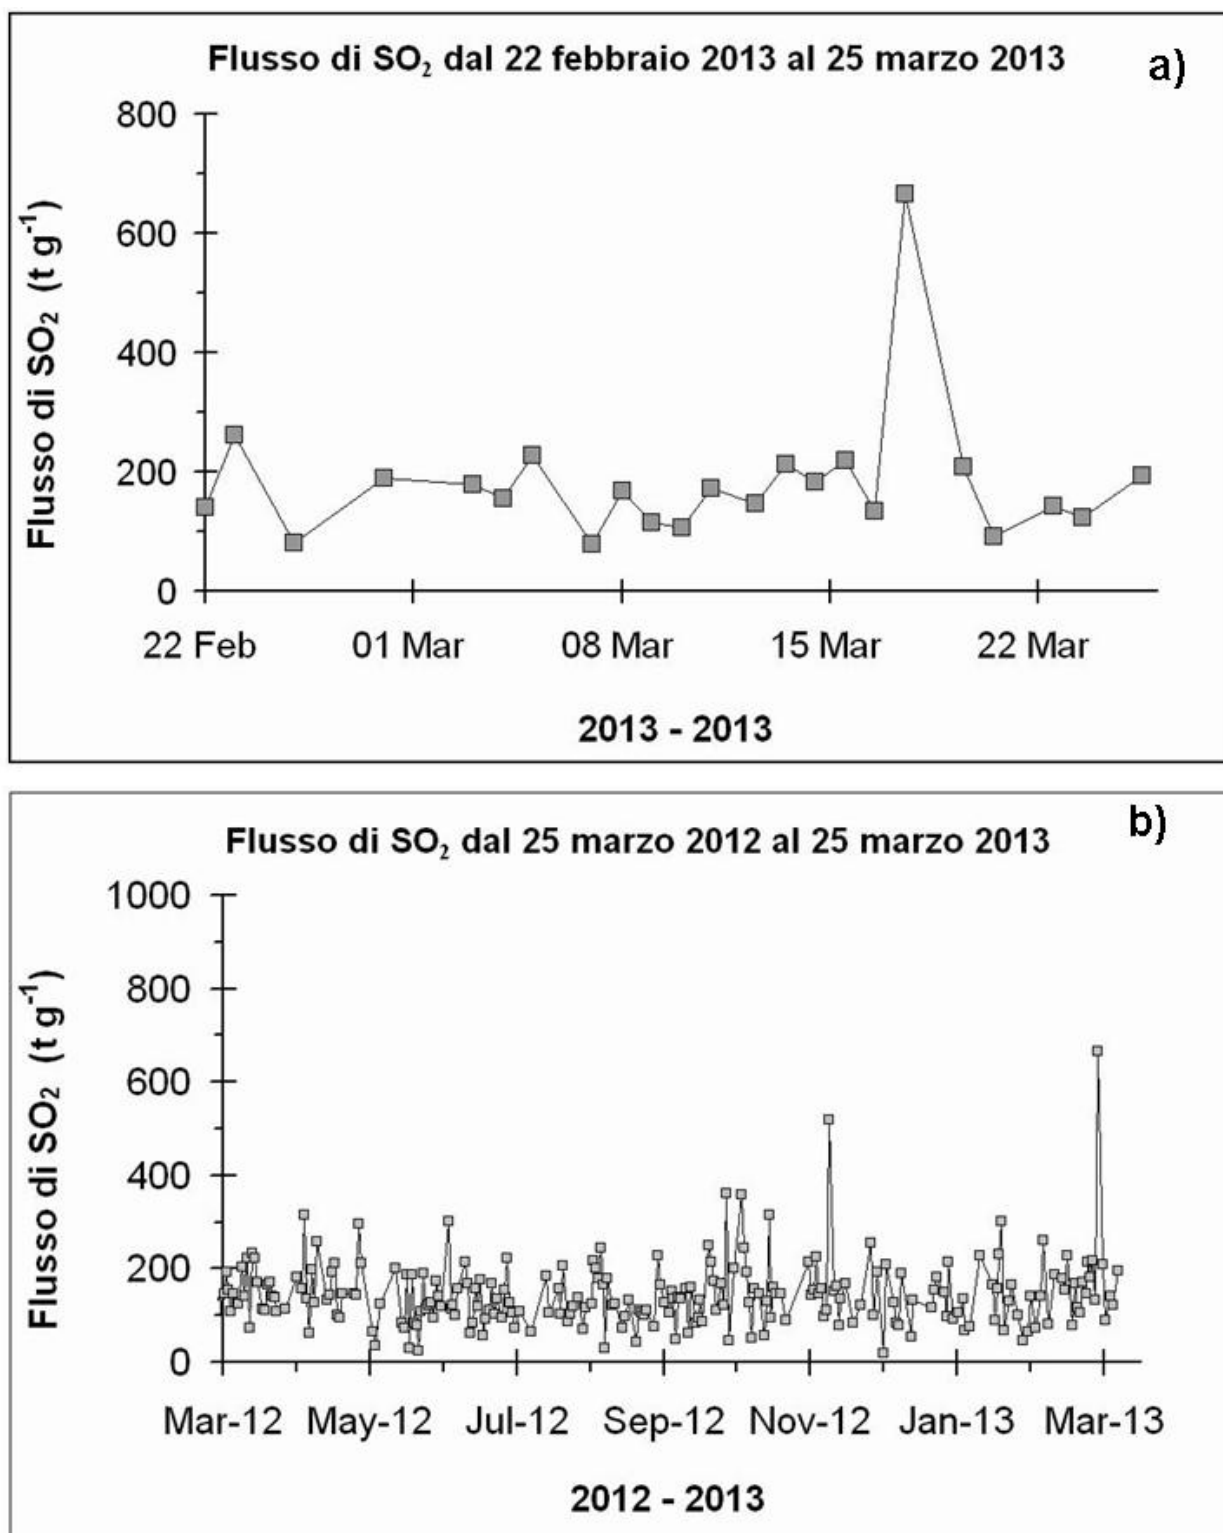 Flusso di SO₂ dal 22 febbraio 2013 al 25 marzo 2013
a)
Flusso di SO₂ (t g⁻¹)
800
600
400
200
0
22 Feb 01 Mar 08 Mar 15 Mar 22 Mar
2013 - 2013
b)
Flusso di SO₂ dal 25 marzo 2012 al 25 marzo 2013
Flusso di SO₂ (t g⁻¹)
1000
800
600
400
200
0
Mar-12 May-12 Jul-12 Sep-12 Nov-12 Jan-13 Mar-13
2012 - 2013